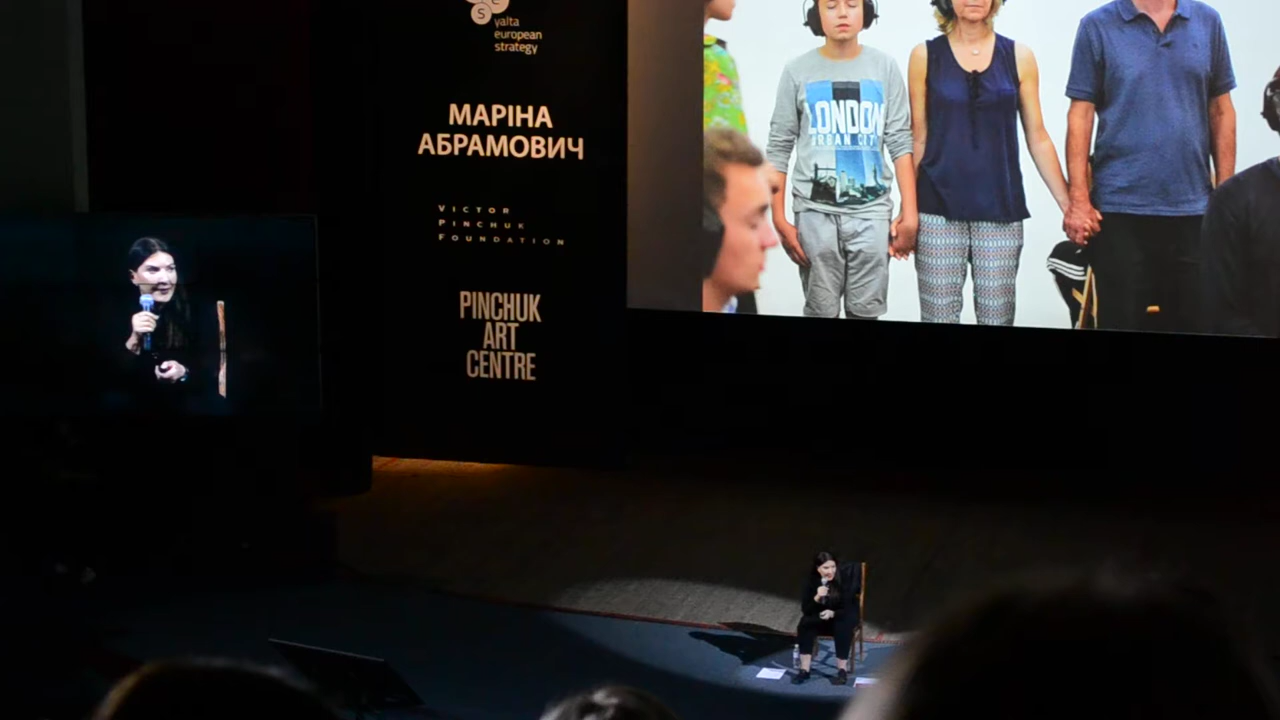 yalta
european
strategy
МАРІНА
АБРАМОВИЧ
VICTOR
PINCHUK
FOUNDATION
PINCHUK
ART
CENTRE
LONDON
URBAN CITY